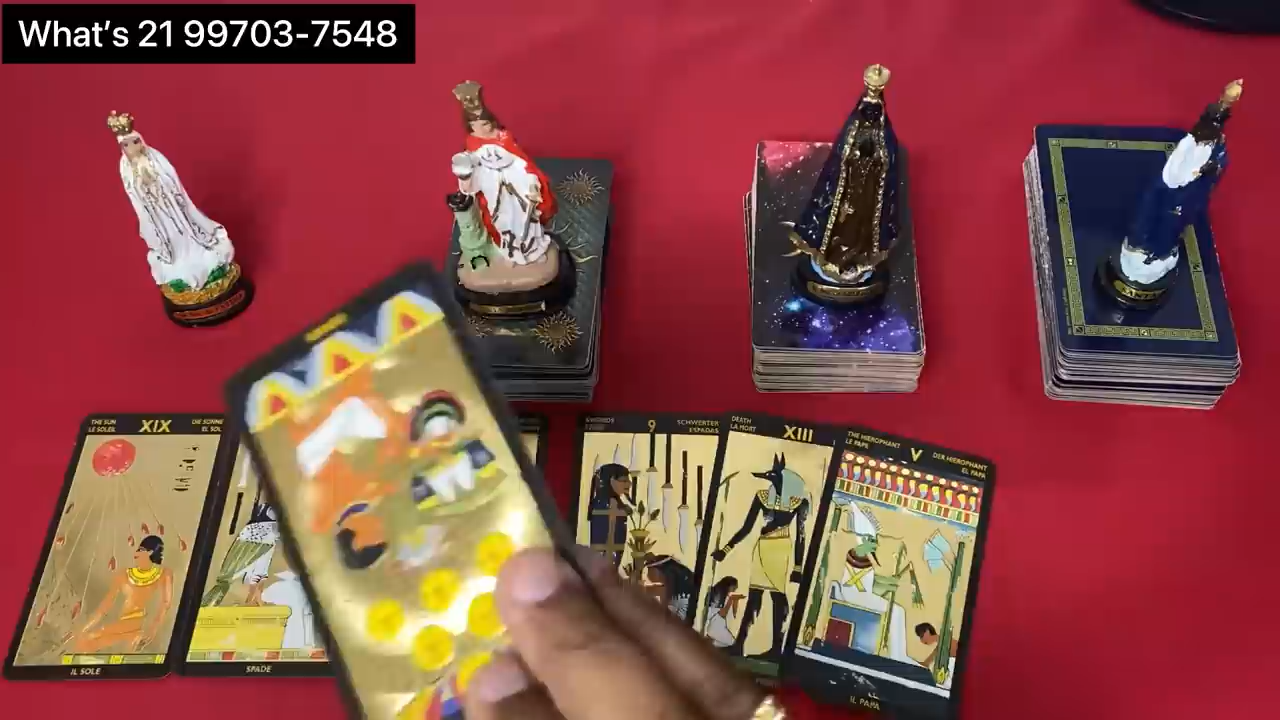 What's 21 99703-7548
THE SUN
LE SOLEIL
XIX
DIE SONNE
EL SOL
IL SOLE
SPADE
9
SCHWERTER
ESPADAS
DEATH
LA MORT
XIII
THE HIEROPHANT
LE PAPE
V
DER HIEROPHANT
EL PAPA
IL PAPA